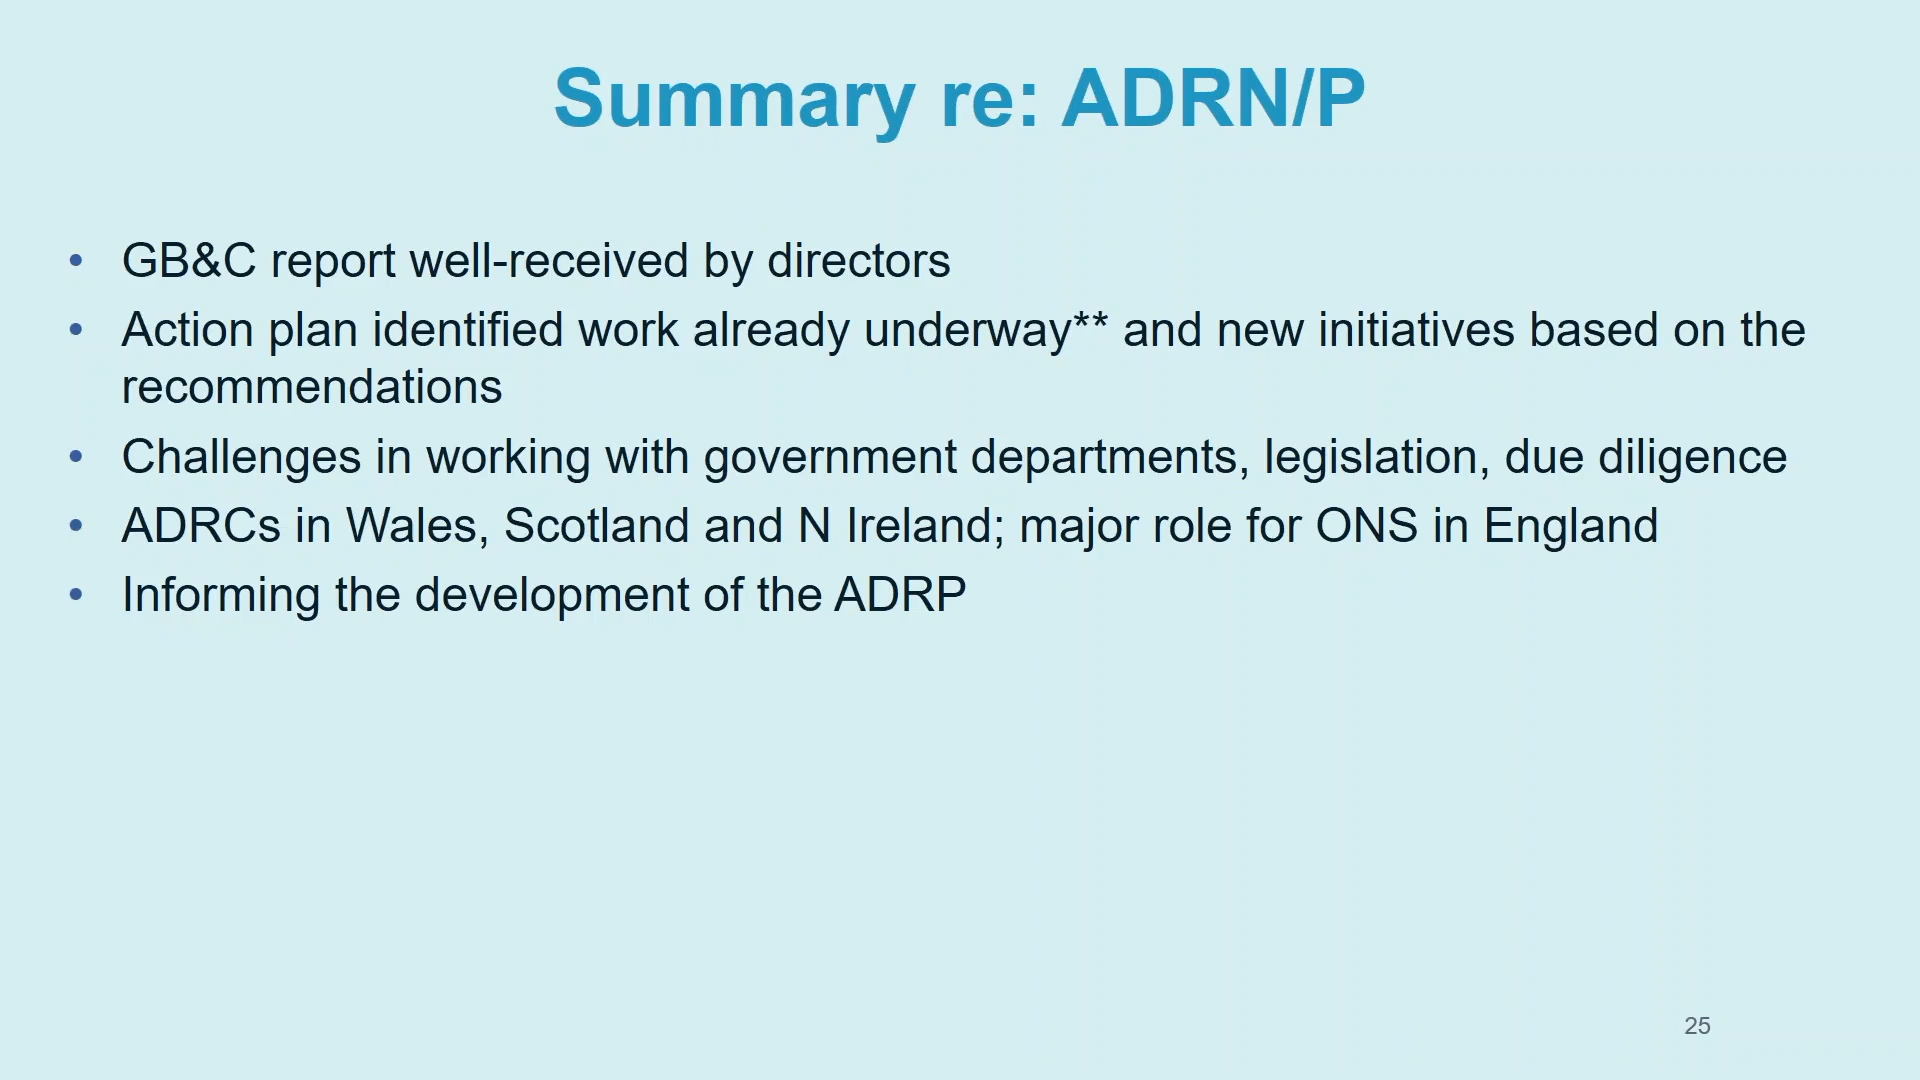 Summary re: ADRN/P
• GB&C report well-received by directors
• Action plan identified work already underway** and new initiatives based on the
recommendations
• Challenges in working with government departments, legislation, due diligence
• ADRCs in Wales, Scotland and N Ireland; major role for ONS in England
• Informing the development of the ADRP
25